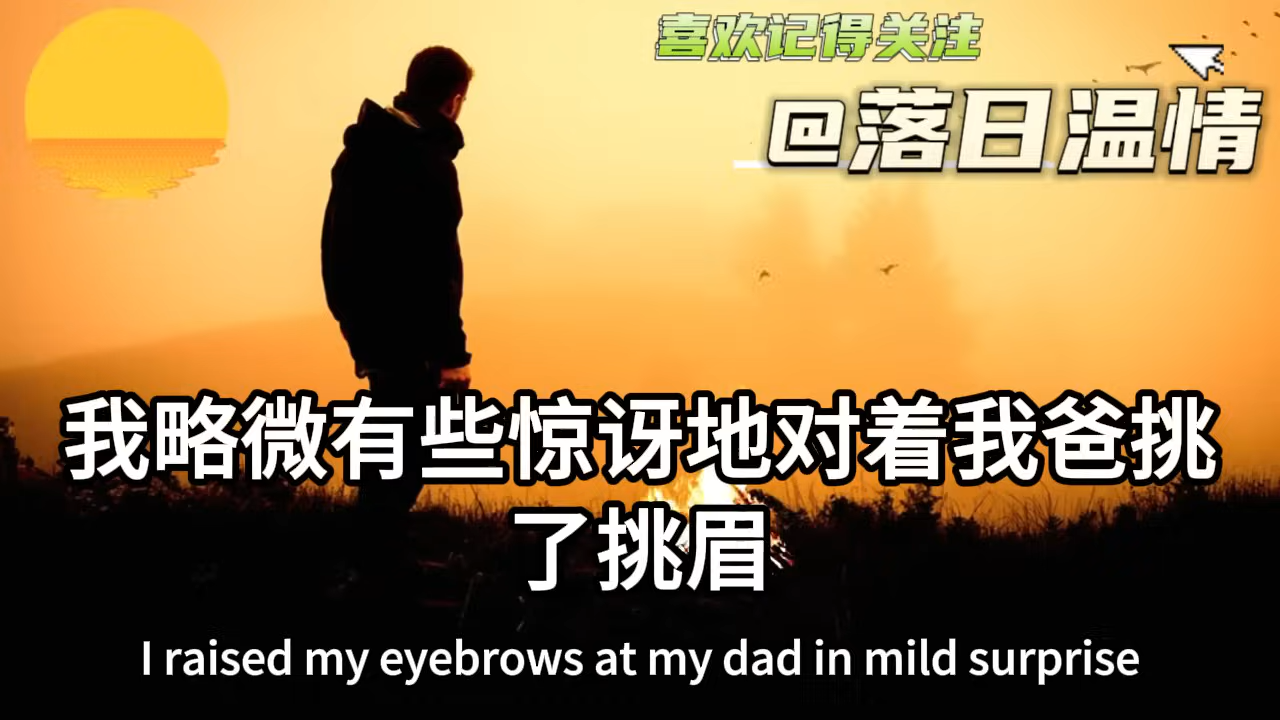 喜欢记得关注
@落日温情
我略微有些惊讶地对着我爸挑
了挑眉
I raised my eyebrows at my dad in mild surprise